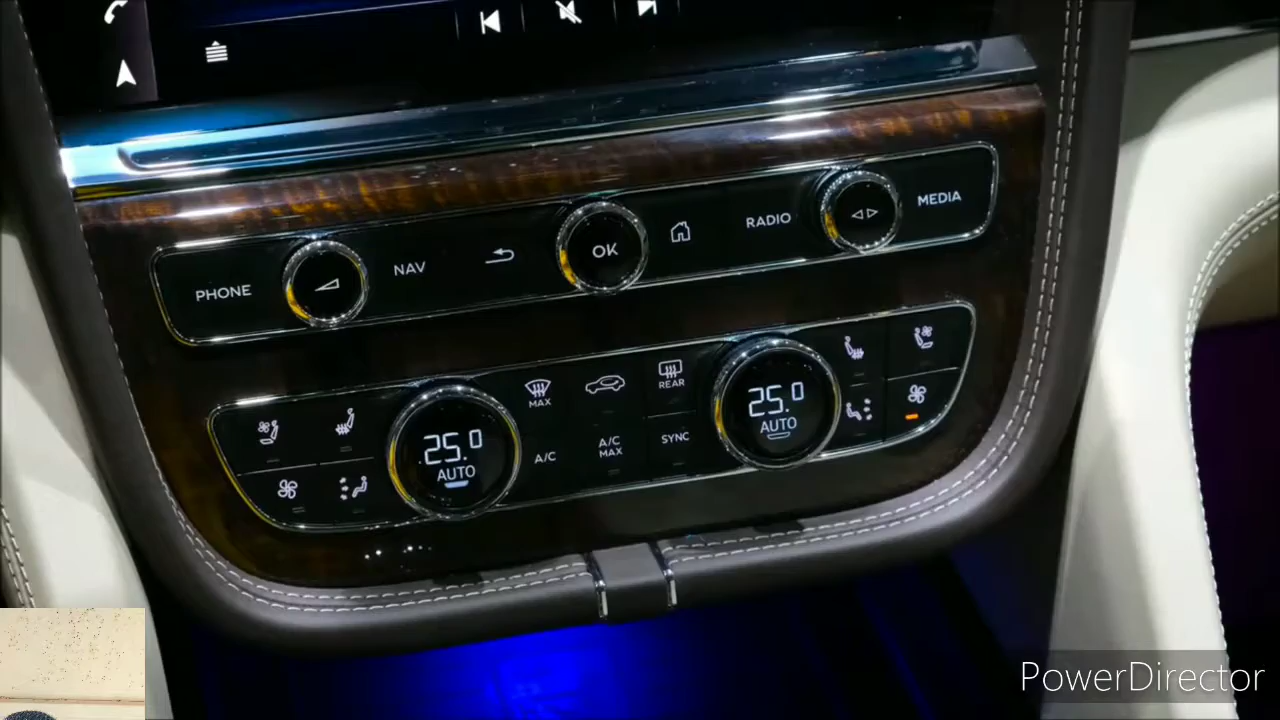 PHONE NAV OK RADIO MEDIA
MAX REAR
25.0 AUTO A/C A/C MAX SYNC 25.0 AUTO
PowerDirector